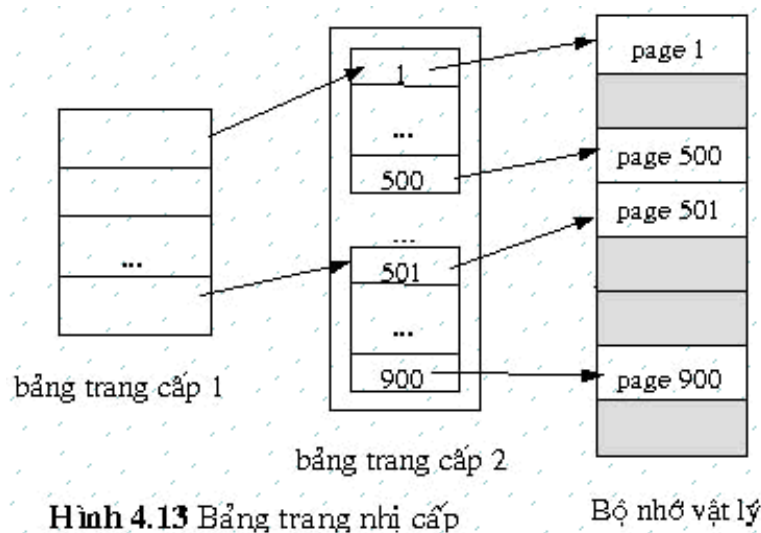 1
...
500
...
501
...
900
...
page 1
page 500
page 501
page 900
bảng trang cấp 1
bảng trang cấp 2
Bộ nhớ vật lý
Hình 4.13 Bảng trang nhị cấp